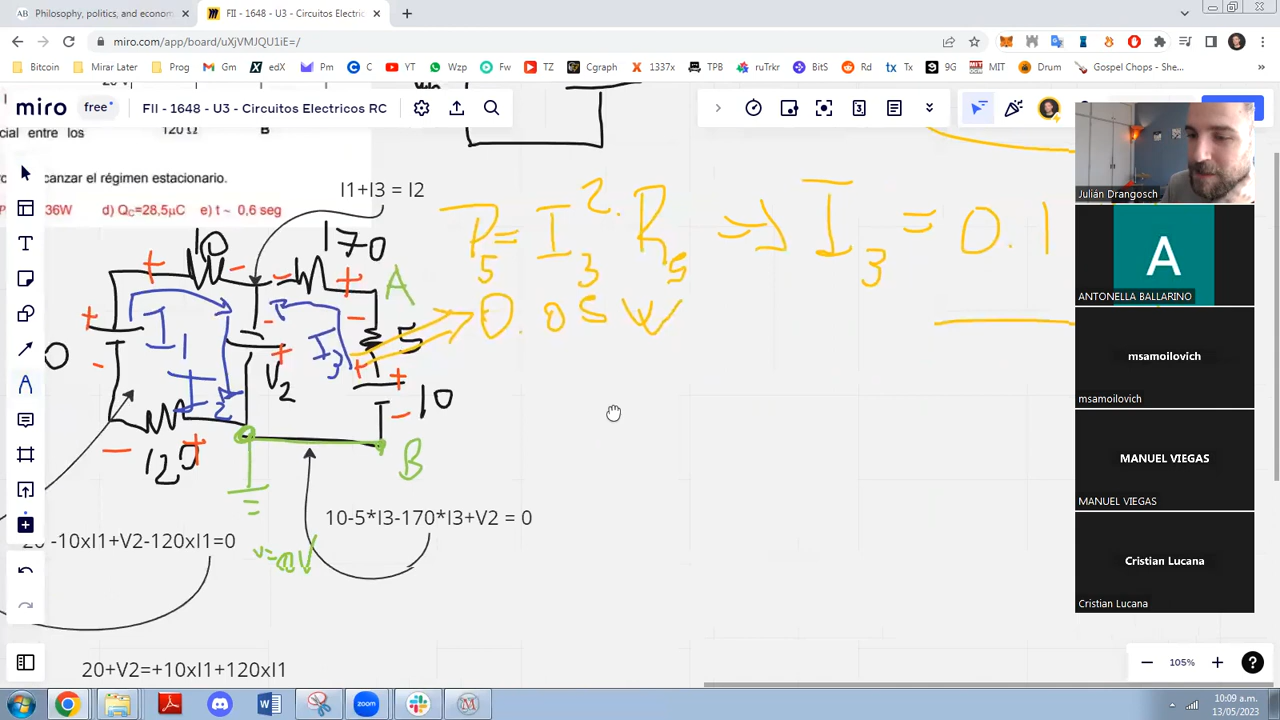 Philosophy, politics, and econom
FII - 1648 - U3 - Circuitos Electric
miro.com/app/board/uXjVMJQU1iE=/
Bitcoin Mirar Later Prog Gm edX Pm YT Wzp Fw TZ Cgraph 1337x TPB ruTrkr BitS Rd Tx 9G MIT Drum Gospel Chops - She...
miro free FII - 1648 - U3 - Circuitos Electricos RC
cial entre los 120 Ω B
canzar el régimen estacionario.
36W d) QC=28,5µC e) t ~ 0,6 seg
I1+I3 = I2
10 170
A
+ - - +
P5 = I3². R5 => I3 = 0.1
0.05 W
I1 I3 5
I2 V2
+ - 10
120
B
10-5*I3-170*I3+V2 = 0
-10xI1+V2-120xI1=0
v=0V
20+V2=+10xI1+120xI1
Julián Drangosch
A
ANTONELLA BALLARINO
msamoilovich
msamoilovich
MANUEL VIEGAS
MANUEL VIEGAS
Cristian Lucana
Cristian Lucana
105%
zoom
10:09 a.m.
13/05/2023